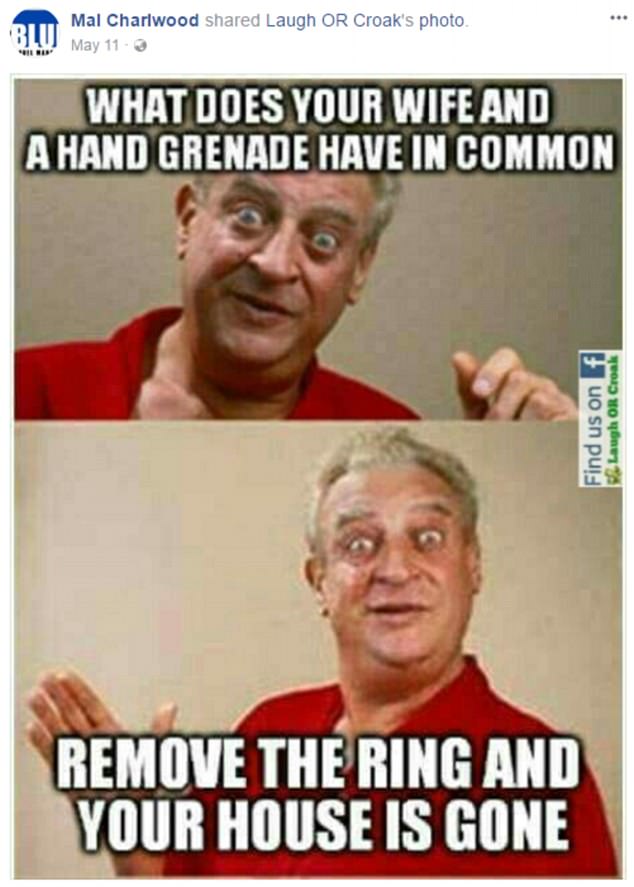 BLU
Mal Charlwood shared Laugh OR Croak's photo.
May 11
WHAT DOES YOUR WIFE AND
A HAND GRENADE HAVE IN COMMON
Find us on f
Laugh OR Croak
REMOVE THE RING AND
YOUR HOUSE IS GONE